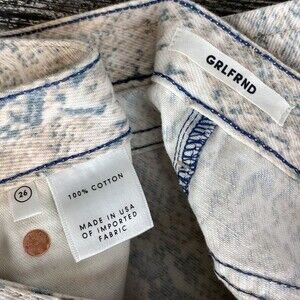 GRLFRND
26
100% COTTON
MADE IN USA
OF IMPORTED
FABRIC